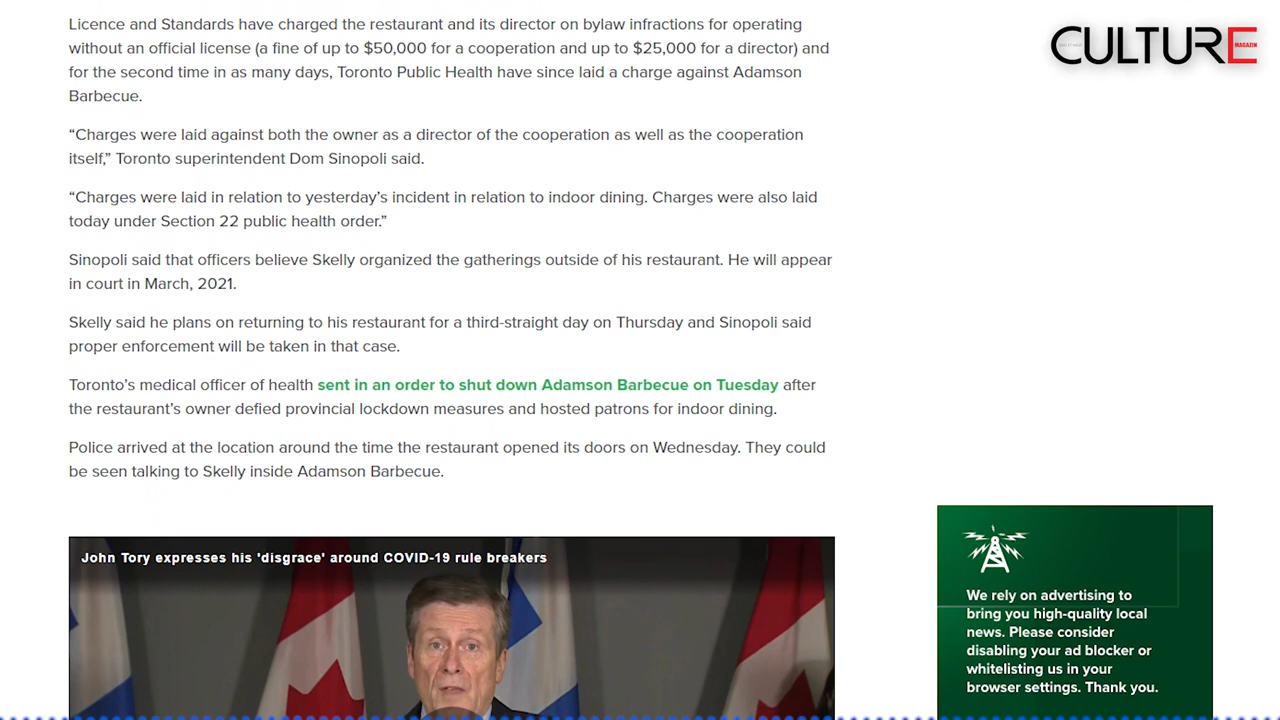 Licence and Standards have charged the restaurant and its director on bylaw infractions for operating
without an official license (a fine of up to $50,000 for a cooperation and up to $25,000 for a director) and
for the second time in as many days, Toronto Public Health have since laid a charge against Adamson
Barbecue.
“Charges were laid against both the owner as a director of the cooperation as well as the cooperation
itself,” Toronto superintendent Dom Sinopoli said.
“Charges were laid in relation to yesterday’s incident in relation to indoor dining. Charges were also laid
today under Section 22 public health order.”
Sinopoli said that officers believe Skelly organized the gatherings outside of his restaurant. He will appear
in court in March, 2021.
Skelly said he plans on returning to his restaurant for a third-straight day on Thursday and Sinopoli said
proper enforcement will be taken in that case.
Toronto’s medical officer of health sent in an order to shut down Adamson Barbecue on Tuesday after
the restaurant’s owner defied provincial lockdown measures and hosted patrons for indoor dining.
Police arrived at the location around the time the restaurant opened its doors on Wednesday. They could
be seen talking to Skelly inside Adamson Barbecue.
John Tory expresses his 'disgrace' around COVID-19 rule breakers
CULTURE
MAGAZIN
We rely on advertising to
bring you high-quality local
news. Please consider
disabling your ad blocker or
whitelisting us in your
browser settings. Thank you.